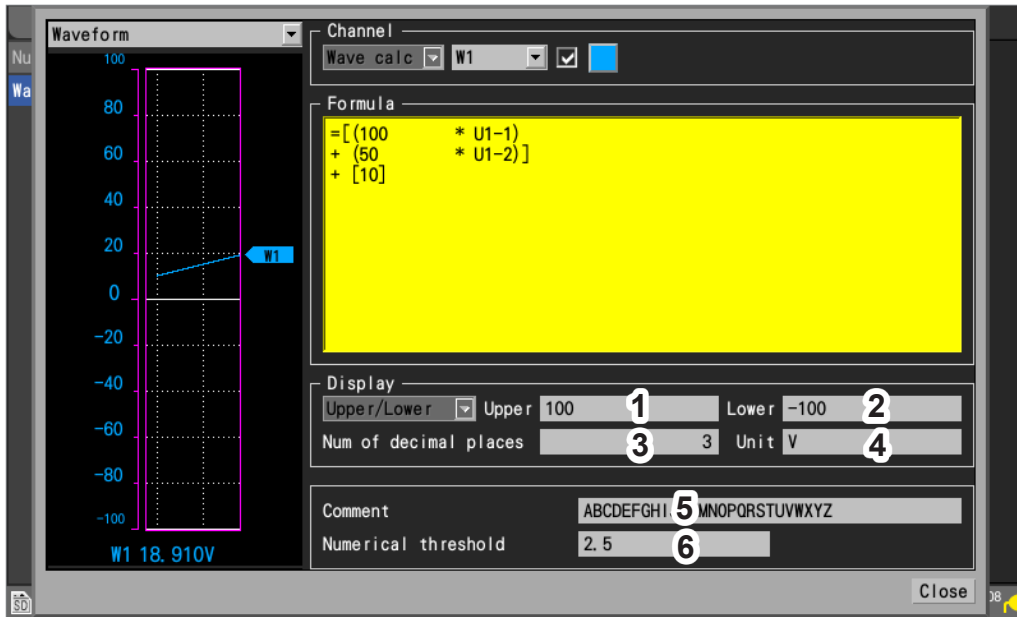 Nu
Wa
Waveform
100
80
60
40
20
0
-20
-40
-60
-80
-100
W1
W1 18.910V
Channel
Wave calc W1
Formula
=[(100 * U1-1)
+ (50 * U1-2)]
+ [10]
Display
Upper/Lower Upper 100 1 Lower -100 2
Num of decimal places 3 3 Unit V 4
Comment ABCDEFGHI 5 MNOPQRSTUVWXYZ
Numerical threshold 2.5 6
Close
SD
08